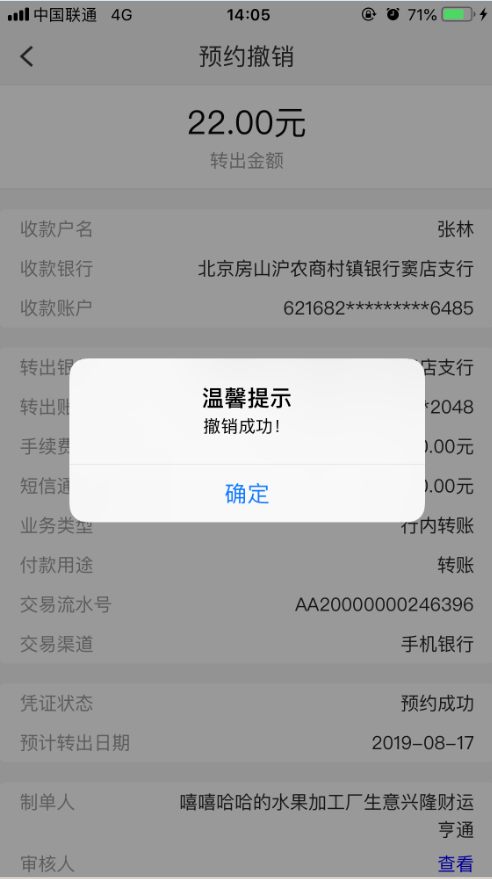 中国联通 4G 14:05 71%
预约撤销
22.00元
转出金额
收款户名 张林
收款银行 北京房山沪农商村镇银行窦店支行
收款账户 621682*********6485
转出银 店支行
转出账 *2048
温馨提示
撤销成功!
手续费 0.00元
短信通 0.00元
确定
业务类型 行内转账
付款用途 转账
交易流水号 AA20000000246396
交易渠道 手机银行
凭证状态 预约成功
预计转出日期 2019-08-17
制单人 嘻嘻哈哈的水果加工厂生意兴隆财运
亨通
审核人 查看